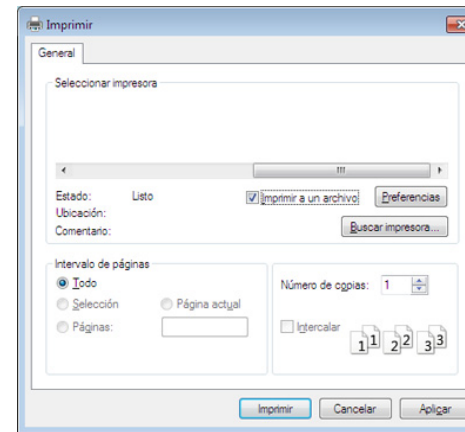 Imprimir
General
Seleccionar impresora
Estado: Listo
Imprimir a un archivo
Preferencias
Ubicación:
Comentario:
Buscar impresora...
Intervalo de páginas
Todo
Selección
Página actual
Páginas:
Número de copias: 1
Intercalar
1 1 2 2 3 3
Imprimir
Cancelar
Aplicar